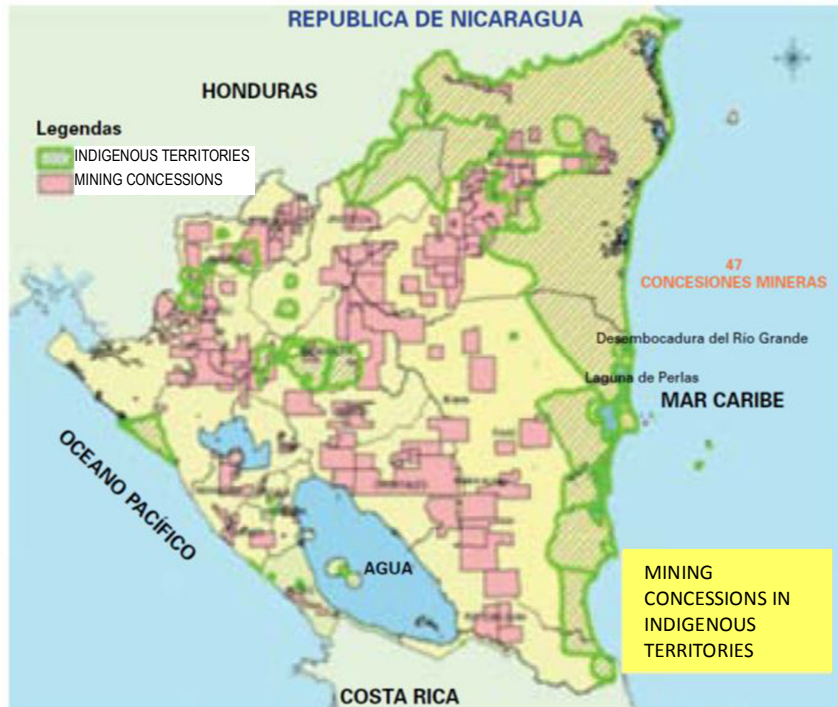 REPUBLICA DE NICARAGUA
HONDURAS
Legendas
INDIGENOUS TERRITORIES
MINING CONCESSIONS
47
CONCESIONES MINERAS
Desembocadura del Río Grande
Laguna de Perlas
MAR CARIBE
OCEANO PACÍFICO
AGUA
MINING
CONCESSIONS IN
INDIGENOUS
TERRITORIES
COSTA RICA